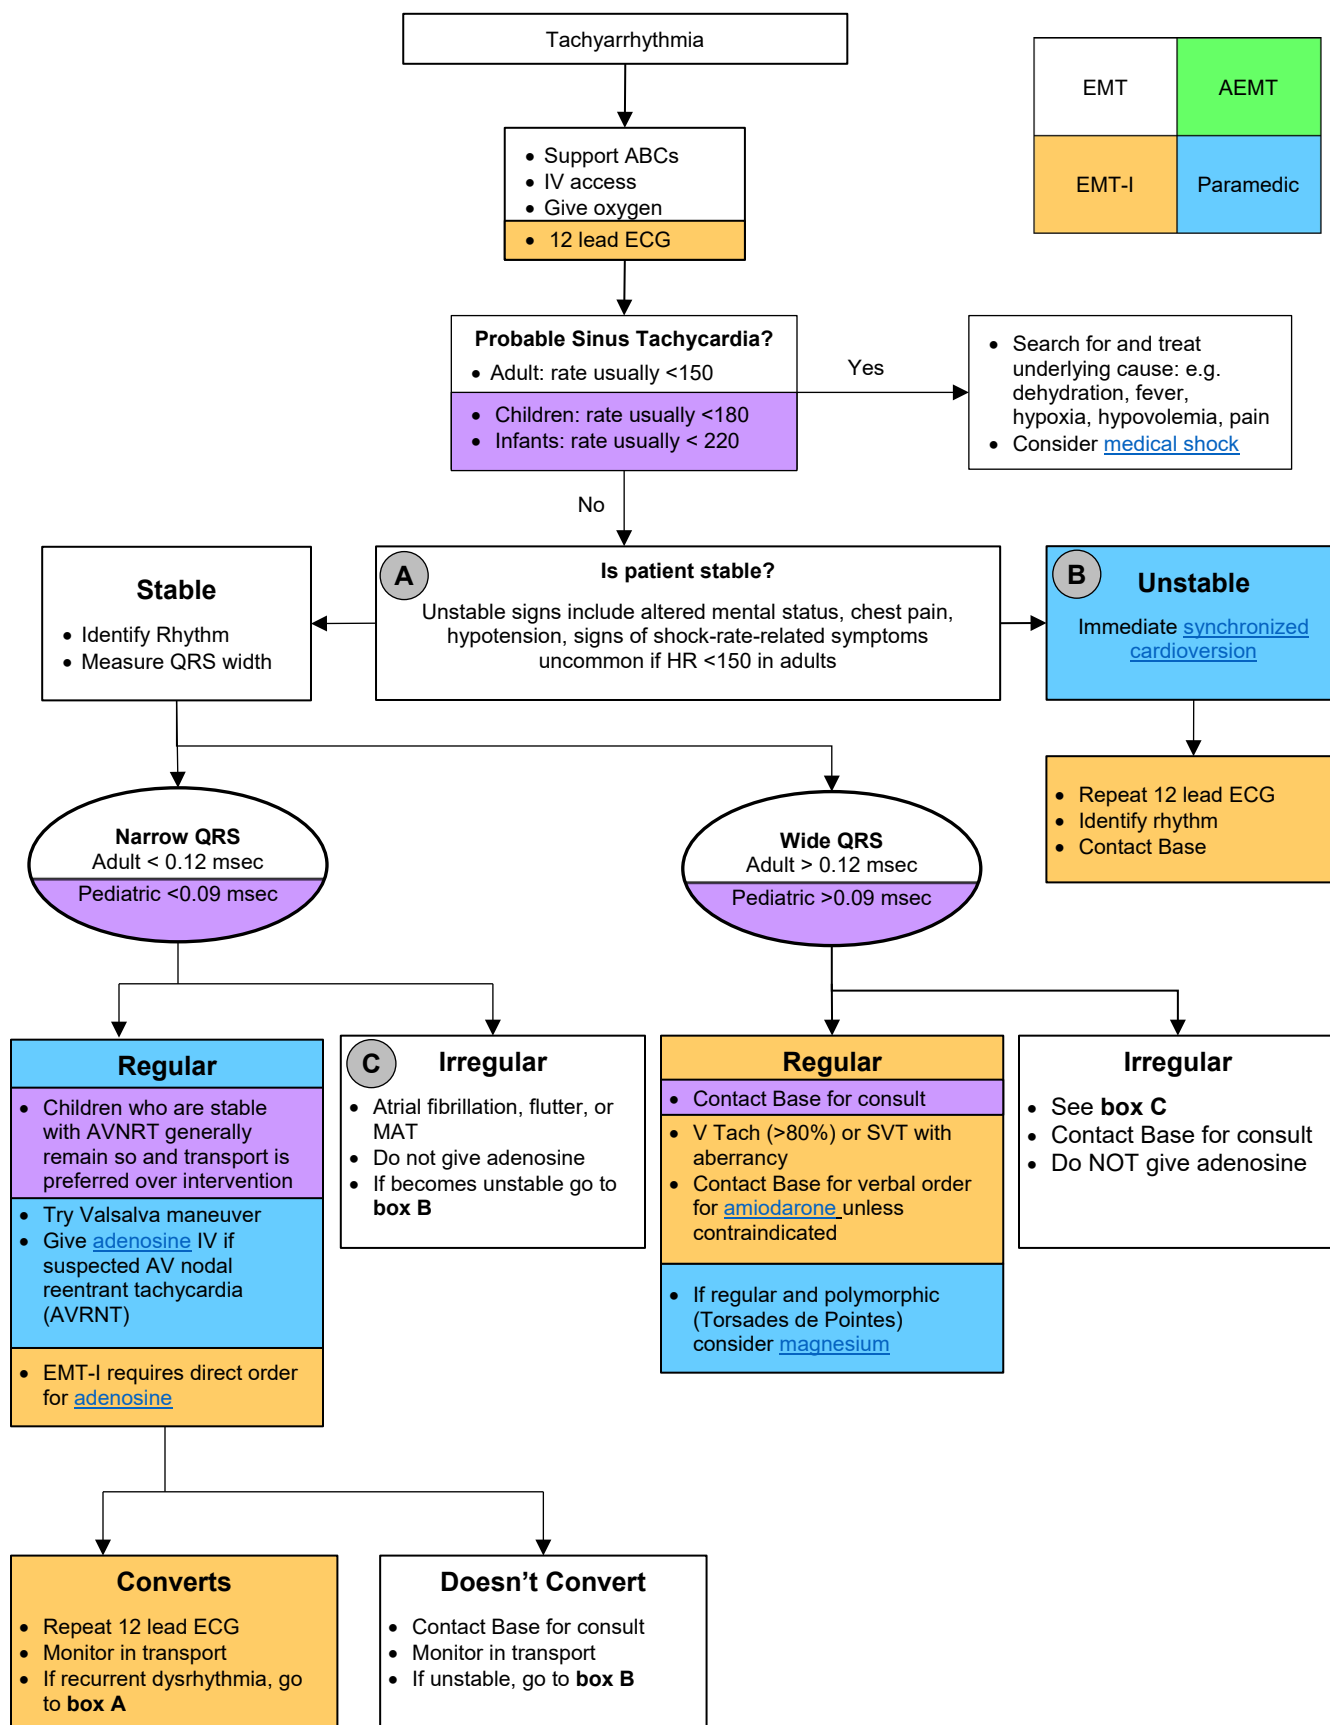 Tachyarrhythmia
EMT
AEMT
EMT-I
Paramedic
• Support ABCs
• IV access
• Give oxygen
• 12 lead ECG
Probable Sinus Tachycardia?
• Adult: rate usually <150
• Children: rate usually <180
• Infants: rate usually < 220
Yes
• Search for and treat
underlying cause: e.g.
dehydration, fever,
hypoxia, hypovolemia, pain
• Consider medical shock
No
Stable
• Identify Rhythm
• Measure QRS width
A
Is patient stable?
Unstable signs include altered mental status, chest pain,
hypotension, signs of shock-rate-related symptoms
uncommon if HR <150 in adults
B
Unstable
Immediate synchronized
cardioversion
• Repeat 12 lead ECG
• Identify rhythm
• Contact Base
Narrow QRS
Adult < 0.12 msec
Pediatric <0.09 msec
Wide QRS
Adult > 0.12 msec
Pediatric >0.09 msec
Regular
• Children who are stable
with AVNRT generally
remain so and transport is
preferred over intervention
• Try Valsalva maneuver
• Give adenosine IV if
suspected AV nodal
reentrant tachycardia
(AVRNT)
• EMT-I requires direct order
for adenosine
C
Irregular
• Atrial fibrillation, flutter, or
MAT
• Do not give adenosine
• If becomes unstable go to
box B
Regular
• Contact Base for consult
• V Tach (>80%) or SVT with
aberrancy
• Contact Base for verbal order
for amiodarone unless
contraindicated
• If regular and polymorphic
(Torsades de Pointes)
consider magnesium
Irregular
• See box C
• Contact Base for consult
• Do NOT give adenosine
Converts
• Repeat 12 lead ECG
• Monitor in transport
• If recurrent dysrhythmia, go
to box A
Doesn't Convert
• Contact Base for consult
• Monitor in transport
• If unstable, go to box B